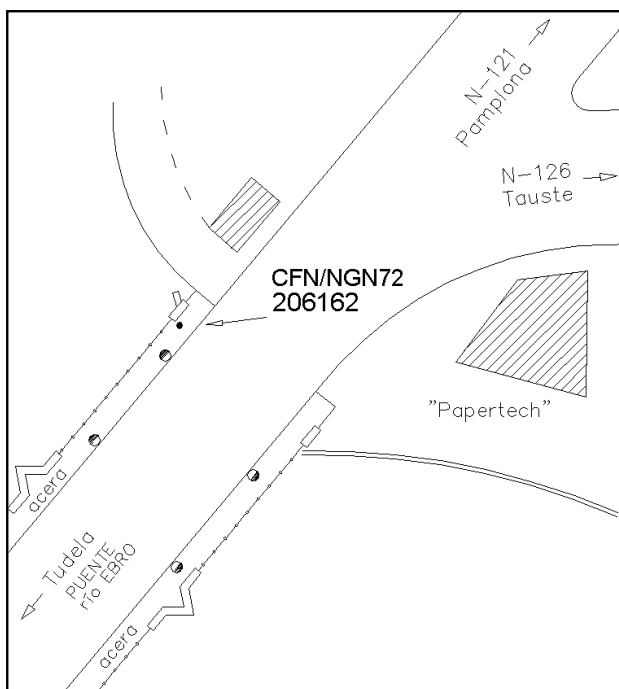 N-121
Pamplona
N-126
Tauste
CFN/NGN72
206162
"Papertech"
acera
Tudela
PUENTE
río EBRO
acera